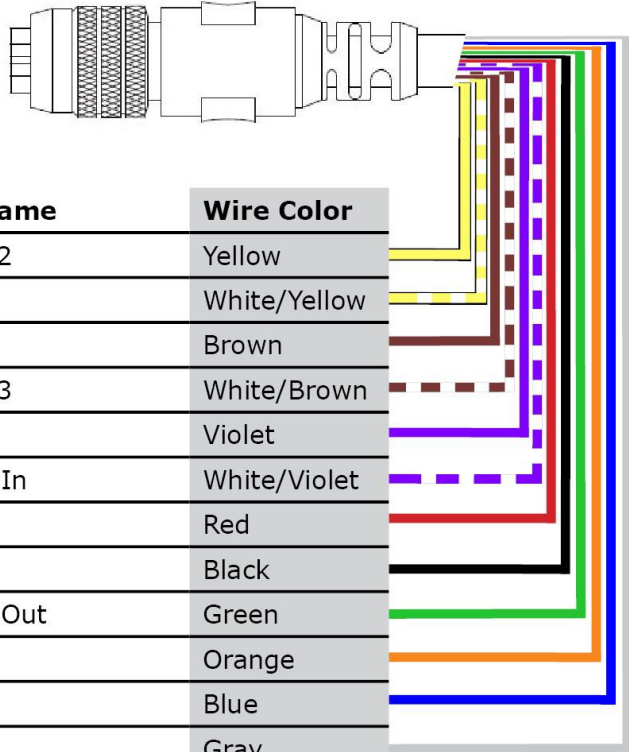 ame Wire Color
2 Yellow
White/Yellow
Brown
3 White/Brown
Violet
In White/Violet
Red
Black
Out Green
Orange
Blue
Gray